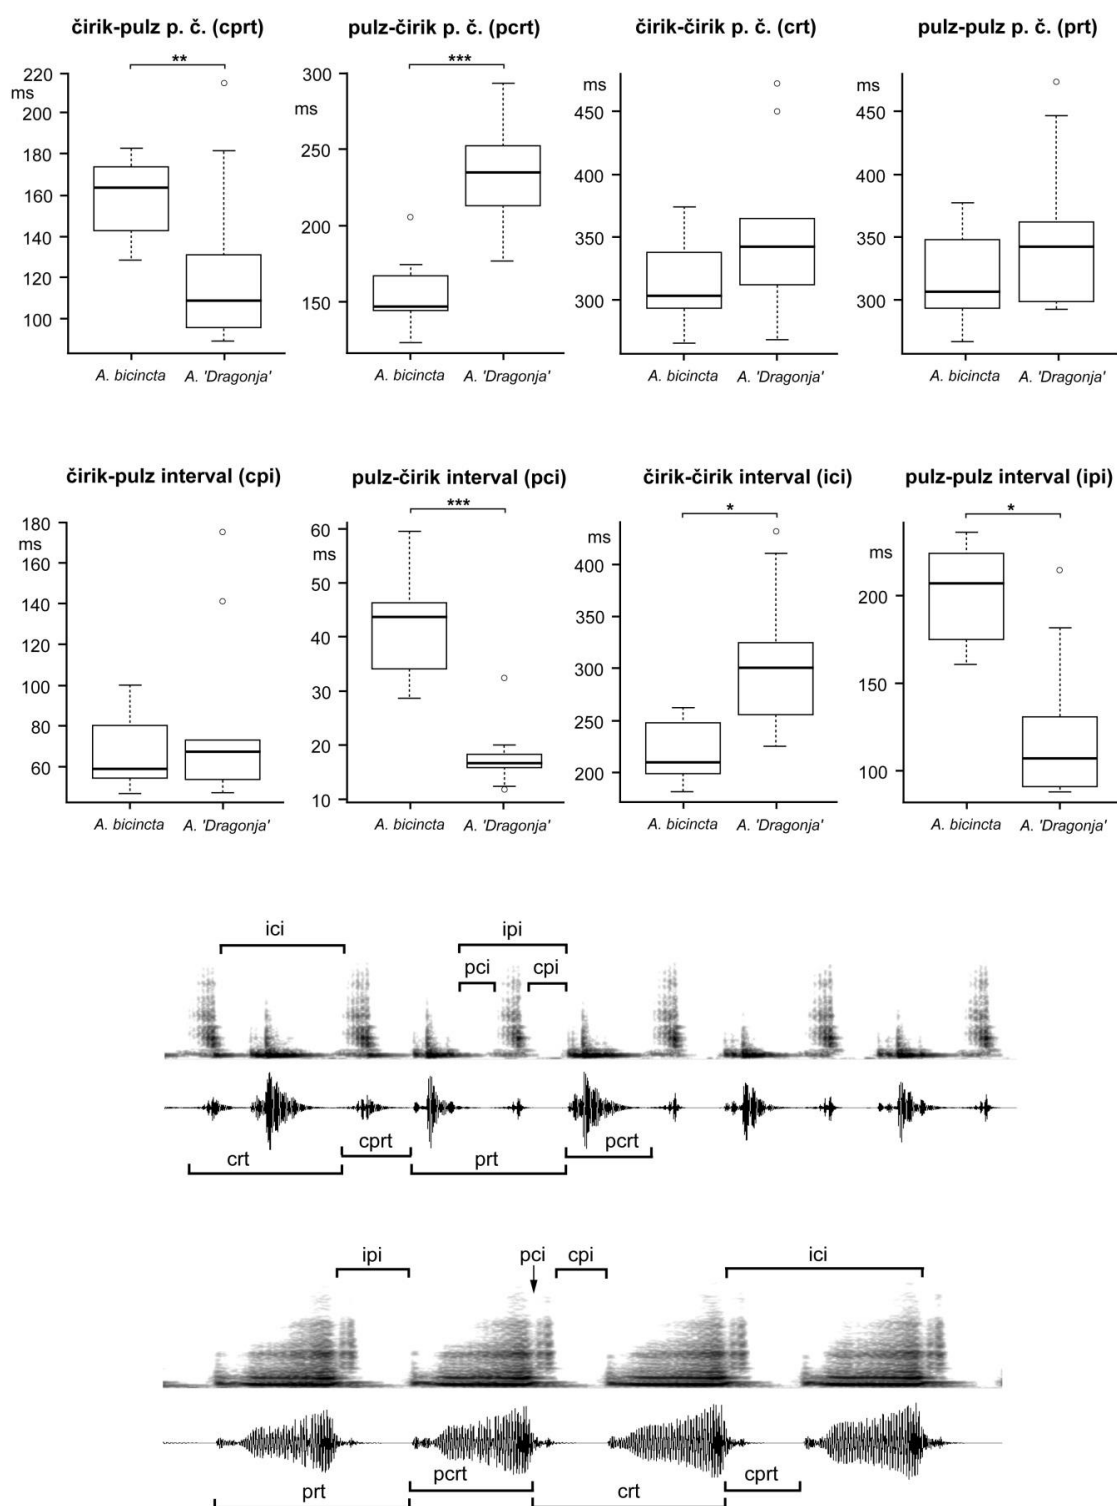 čirik-pulz p. č. (cprt)
**
220
ms
200
180
160
140
120
100
A. bicincta A. 'Dragonja'
pulz-čirik p. č. (pcrt)
***
300
ms
250
200
150
A. bicincta A. 'Dragonja'
čirik-čirik p. č. (crt)
ms
450
400
350
300
A. bicincta A. 'Dragonja'
pulz-pulz p. č. (prt)
ms
450
400
350
300
A. bicincta A. 'Dragonja'
čirik-pulz interval (cpi)
180
ms
160
140
120
100
80
60
A. bicincta A. 'Dragonja'
pulz-čirik interval (pci)
***
60
ms
50
40
30
20
10
A. bicincta A. 'Dragonja'
čirik-čirik interval (ici)
*
ms
400
350
300
250
200
A. bicincta A. 'Dragonja'
pulz-pulz interval (ipi)
*
ms
200
150
100
A. bicincta A. 'Dragonja'
ici ipi
pci cpi
cprt pcrt
crt prt
ipi pci cpi ici
pcrt cprt
prt crt